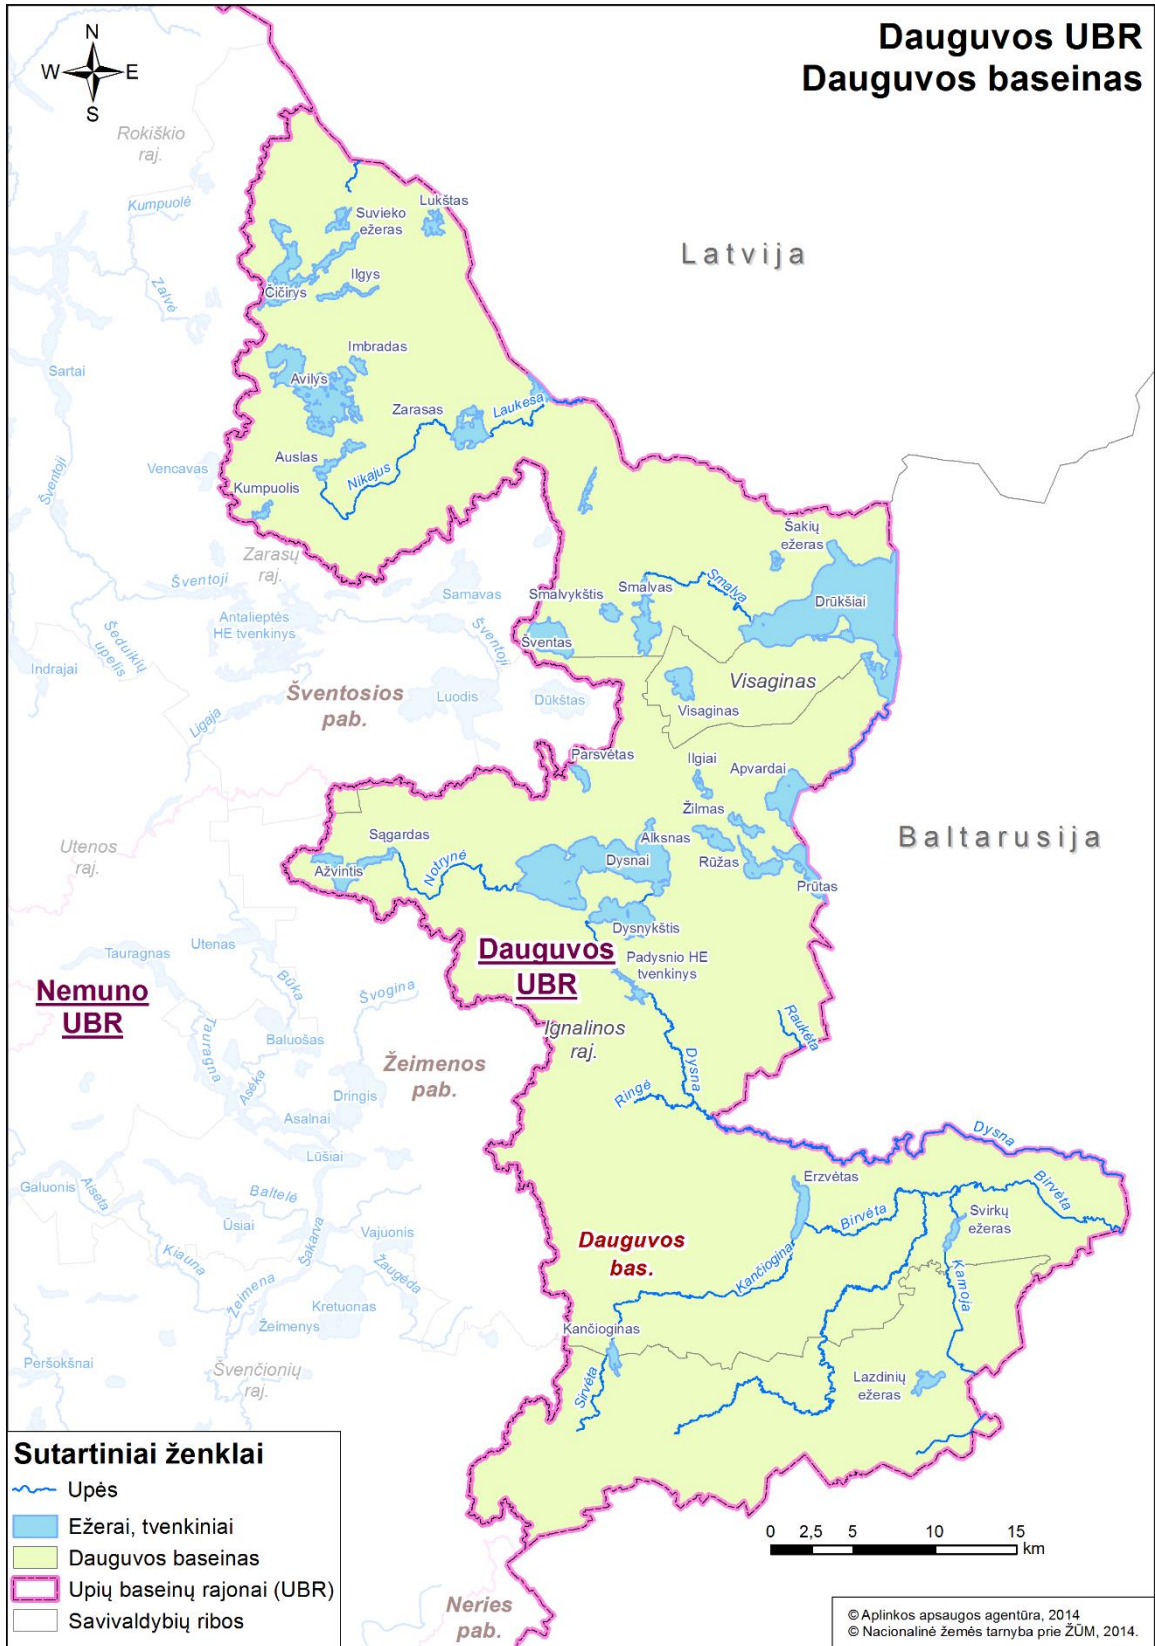 Dauguvos UBR
Dauguvos baseinas
N
W
E
S
Rokiškio
raj.
Kumpuolė
Zalvė
Sartai
Šventoji
Vencavas
Suvieko
ežeras
Lukštas
Ilgys
Čičirys
Imbradas
Avilys
Zarasas
Laukesa
Auslas
Nikajus
Kumpuolis
Latvija
Zarasų
raj.
Šventoji
Samavas
Antalieptės
HE tvenkinys
Šventoji
Šeduikių
upelis
Indrajai
Ligaja
Šventosios
pab.
Luodis
Dūkštas
Šakių
ežeras
Smalvykštis
Smalvas
Smalva
Drūkšiai
Šventas
Visaginas
Visaginas
Parsvėtas
Ilgiai
Apvardai
Žilmas
Alksnas
Rūžas
Prūtas
Baltarusija
Utenos
raj.
Sągardas
Ažvintis
Notrynė
Dysnai
Dysnykštis
Padysnio HE
tvenkinys
Dauguvos
UBR
Ignalinos
raj.
Raukėta
Dysna
Ringė
Nemuno
UBR
Tauragnas
Utenas
Būka
Švogina
Tauragna
Baluošas
Asėka
Dringis
Asalnai
Žeimenos
pab.
Lūšiai
Galuonis
Aiseta
Baltelė
Ūsiai
Šakarva
Vajuonis
Kiauna
Žaugėda
Žeimena
Kretuonas
Žeimenys
Peršokšnai
Švenčionių
raj.
Dysna
Erzvėtas
Birvėta
Birvėta
Svirkų
ežeras
Dauguvos
bas.
Kančiogina
Kamoja
Kančioginas
Sirvėta
Lazdinių
ežeras
Neries
pab.
Sutartiniai ženklai
Upės
Ežerai, tvenkiniai
Dauguvos baseinas
Upių baseinų rajonai (UBR)
Savivaldybių ribos
0 2,5 5 10 15
km
© Aplinkos apsaugos agentūra, 2014
© Nacionalinė žemės tarnyba prie ŽŪM, 2014.